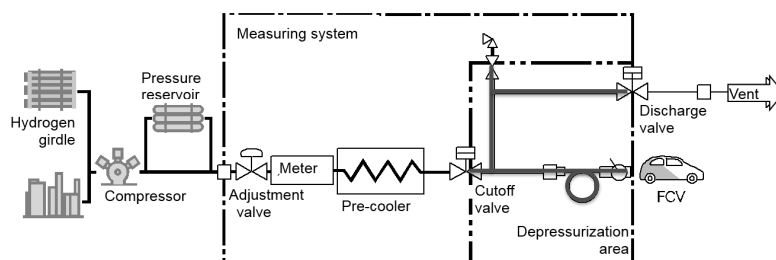 Measuring system
Pressure
reservoir
Hydrogen
girdle
Compressor
Adjustment
valve
Meter
Pre-cooler
Cutoff
valve
Discharge
valve
Vent
FCV
Depressurization
area